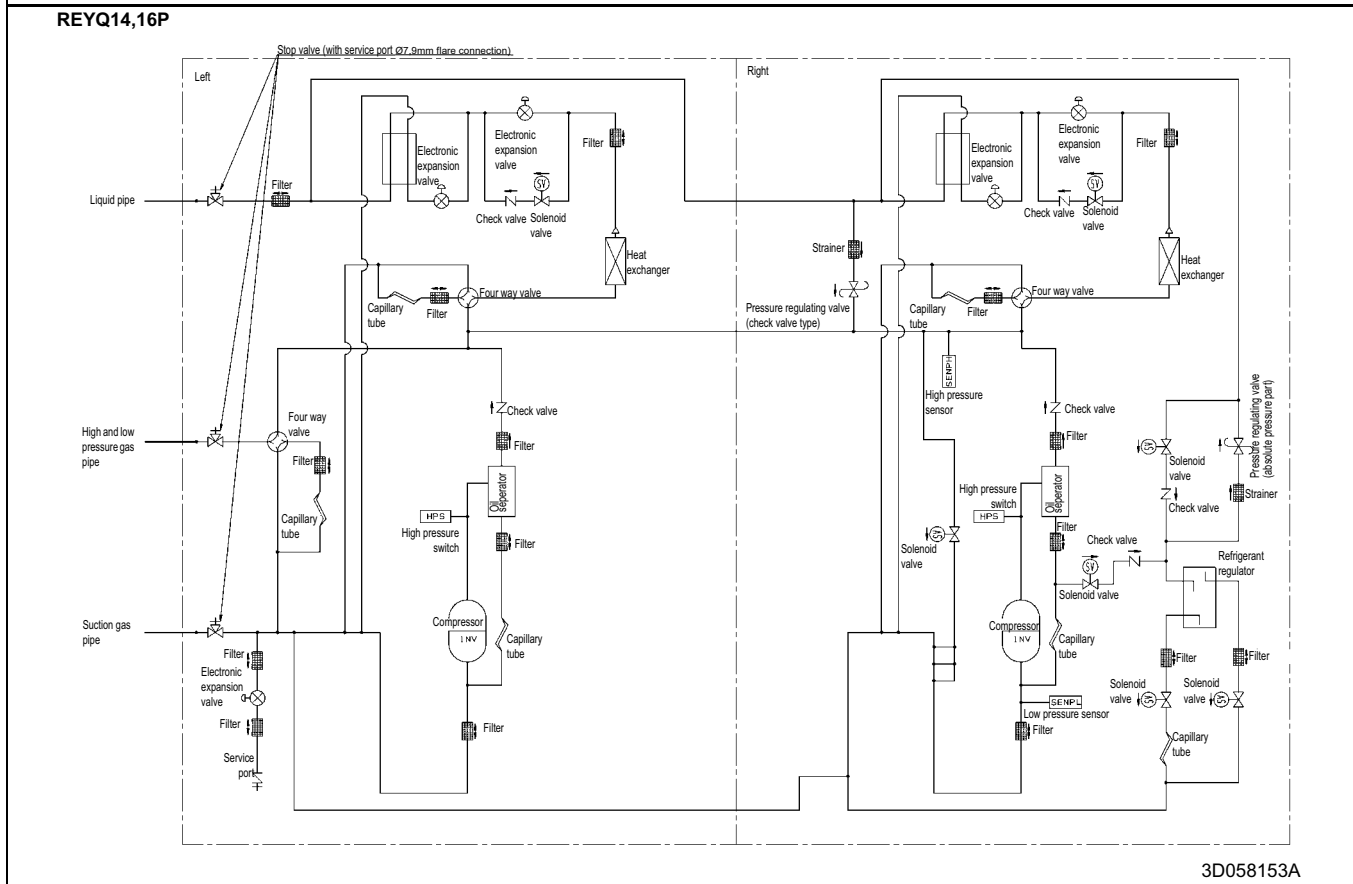 REYQ14,16P
Stop valve (with service port Ø7,9mm flare connection)
Left
Right
Electronic
expansion
valve
Electronic
expansion
valve
Filter
Liquid pipe
Filter
SV
Check valve
Solenoid
valve
Heat
exchanger
Four way valve
Capillary
tube
Filter
Electronic
expansion
valve
Electronic
expansion
valve
Filter
SV
Check valve
Solenoid
valve
Strainer
Heat
exchanger
Pressure regulating valve
(check valve type)
Capillary
tube
Filter
Four way valve
SENPH
High pressure
sensor
Check valve
Filter
Four way
valve
High and low
pressure gas
pipe
Filter
Capillary
tube
Oil
seperator
HPS
High pressure
switch
Filter
Compressor
INV
Capillary
tube
Filter
Check valve
Filter
Oil
seperator
High pressure
switch
HPS
Filter
SV
Solenoid
valve
Check valve
SV
Solenoid valve
SV
Solenoid
valve
Check valve
Pressure regulating valve
(absolute pressure part)
Strainer
Refrigerant
regulator
Compressor
INV
Capillary
tube
SENPL
Low pressure sensor
Filter
Filter
Filter
Solenoid
valve
SV
Solenoid
valve
SV
Capillary
tube
Suction gas
pipe
Filter
Electronic
expansion
valve
Filter
Service
port
3D058153A